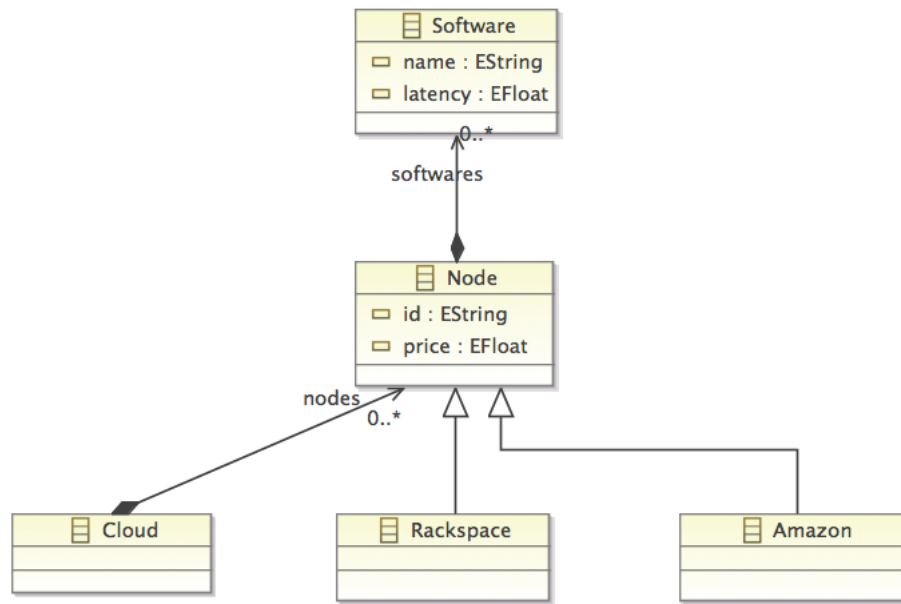 Software
name : EString
latency : EFloat
0..*
softwares
Node
id : EString
price : EFloat
nodes
0..*
Cloud
Rackspace
Amazon